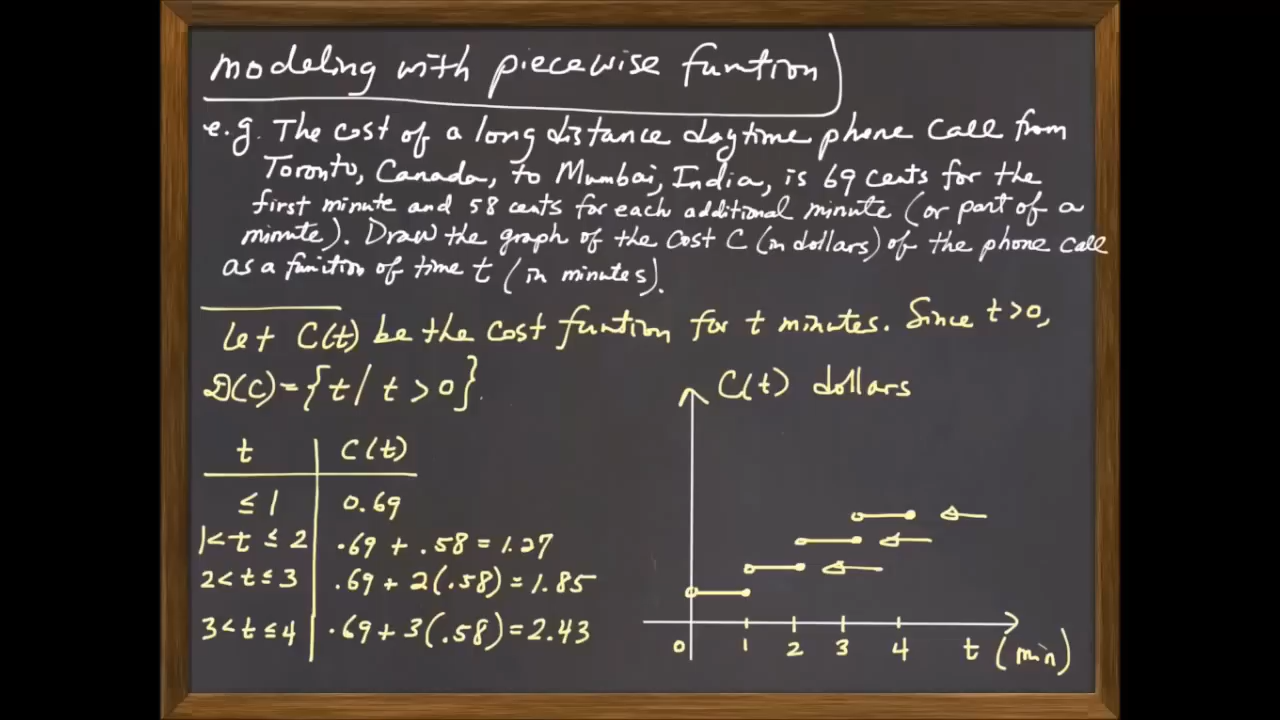 modeling with piecewise funtion
e.g. The cost of a long distance daytime phone call from
Toronto, Canada, to Mumbai, India, is 69 cents for the
first minute and 58 cents for each additional minute (or part of a
minute). Draw the graph of the cost C (in dollars) of the phone call
as a function of time t (in minutes).
Let C(t) be the cost funtion for t minutes. Since t>0,
D(C)={t/ t > 0}.
t C(t)
≤ 1 0.69
1<t ≤ 2 .69 + .58 = 1.27
2<t≤3 .69 + 2(.58) = 1.85
3<t≤4 .69+3(.58)=2.43
C(t) dollars
0 1 2 3 4 t (min)